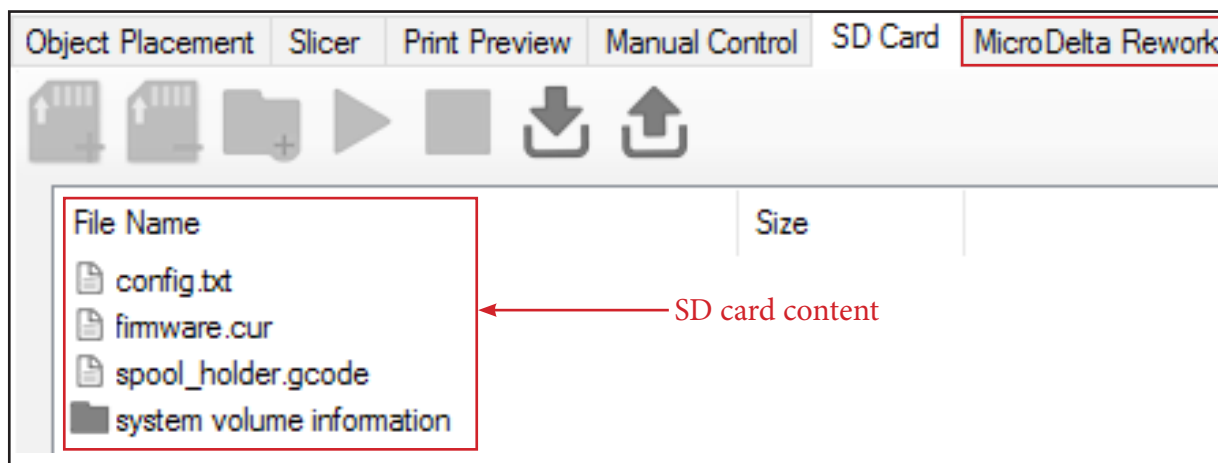 Object Placement Slicer Print Preview Manual Control SD Card MicroDelta Rework
File Name Size
config.txt
firmware.cur
SD card content
spool_holder.gcode
system volume information